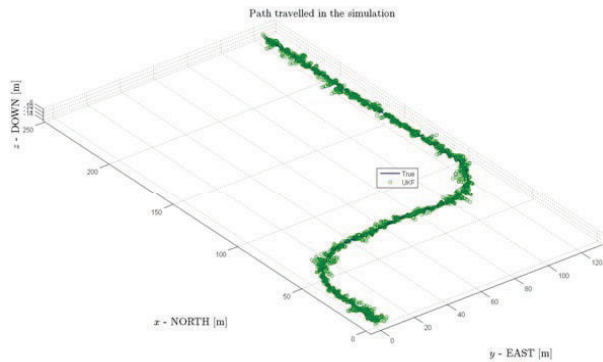 Path travelled in the simulation
z - DOWN [m]
250
200
150
100
50
0
x - NORTH [m]
True
UKF
0
20
40
60
80
100
120
y - EAST [m]